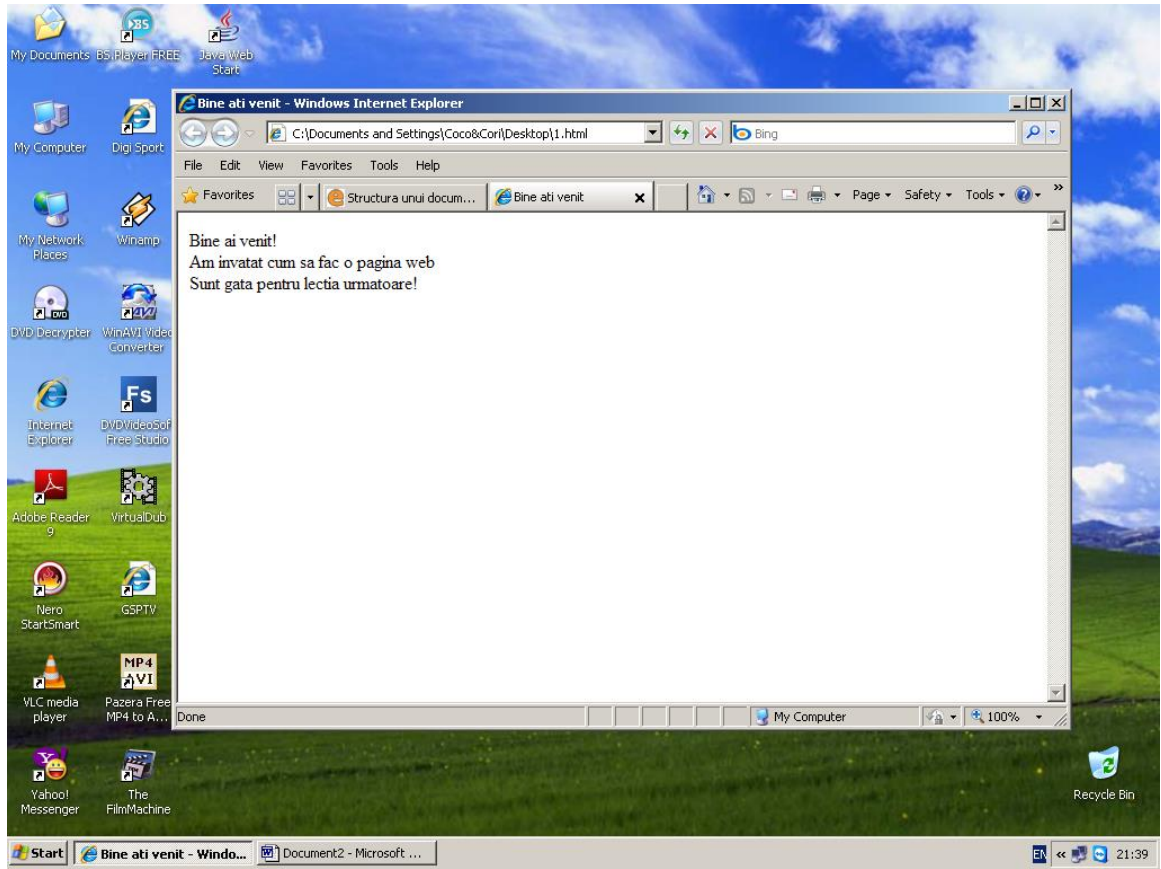 My Documents
BS.Player FREE
Java Web
Start
My Computer
Digi Sport
My Network
Places
Winamp
DVD Decrypter
WinAVI Video
Converter
Internet
Explorer
DVDVideoSof
Free Studio
Adobe Reader
9
VirtualDub
Nero
StartSmart
GSPTV
VLC media
player
Pazera Free
MP4 to A...
Yahoo!
Messenger
The
FilmMachine
Bine ati venit - Windows Internet Explorer
C:\Documents and Settings\Coco&Cori\Desktop\1.html
Bing
File Edit View Favorites Tools Help
Favorites
Structura unui docum...
Bine ati venit
Page Safety Tools
Bine ai venit!
Am invatat cum sa fac o pagina web
Sunt gata pentru lectia urmatoare!
Done
My Computer
100%
Recycle Bin
Start
Bine ati venit - Windo...
Document2 - Microsoft ...
EN
21:39